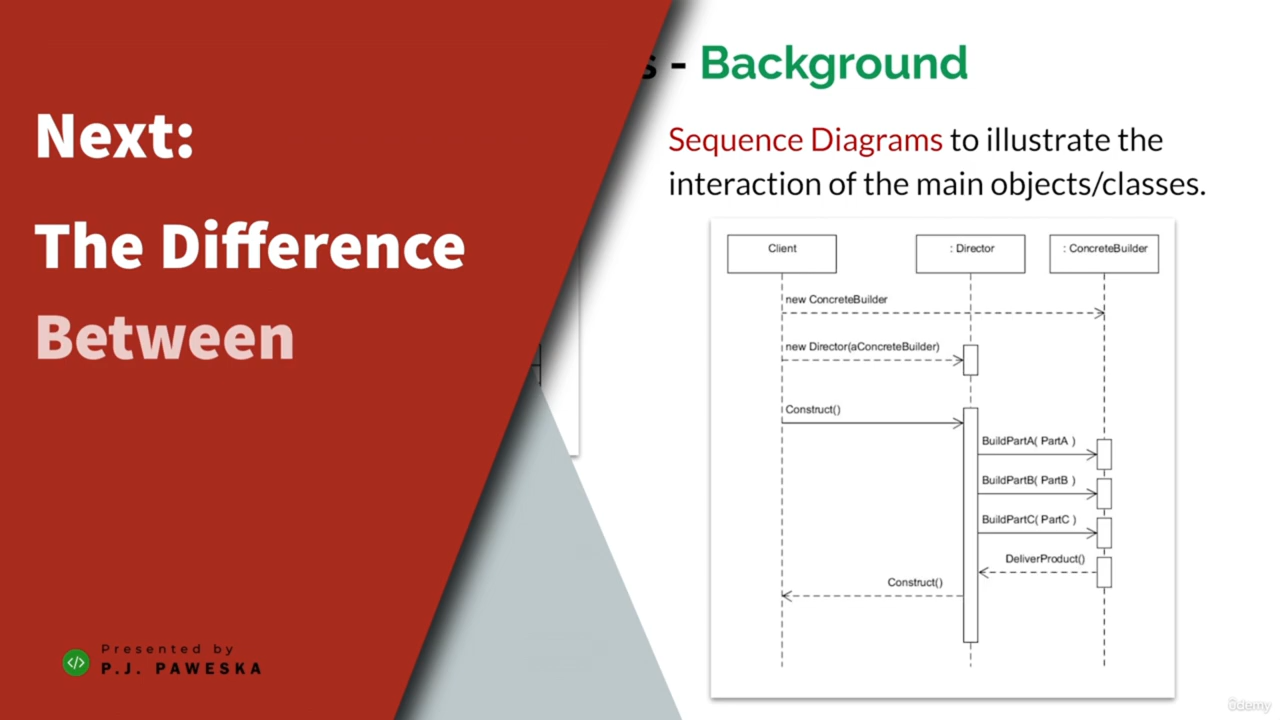 Next:
The Difference
Between
Presented by
P.J. PAWESKA
s - Background
Sequence Diagrams to illustrate the
interaction of the main objects/classes.
Client
: Director
: ConcreteBuilder
new ConcreteBuilder
new Director(aConcreteBuilder)
Construct()
BuildPartA( PartA )
BuildPartB( PartB )
BuildPartC( PartC )
DeliverProduct()
Construct()
ûdemy